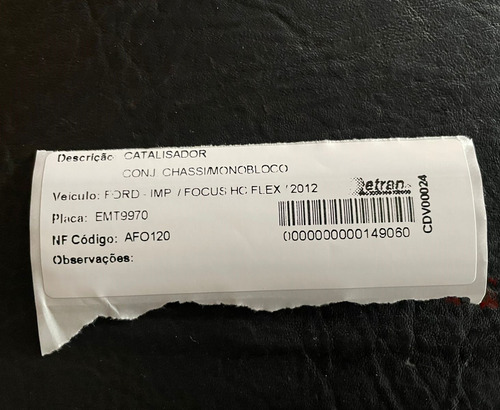 Descrição: CATALISADOR
CONJ. CHASSI/MONOBLOCO
Veículo: FORD - IMP / FOCUS HC FLEX / 2012
Placa: EMT9970
NF Código: AFO120
Observações:
etran
0000000000149060
CDV00024